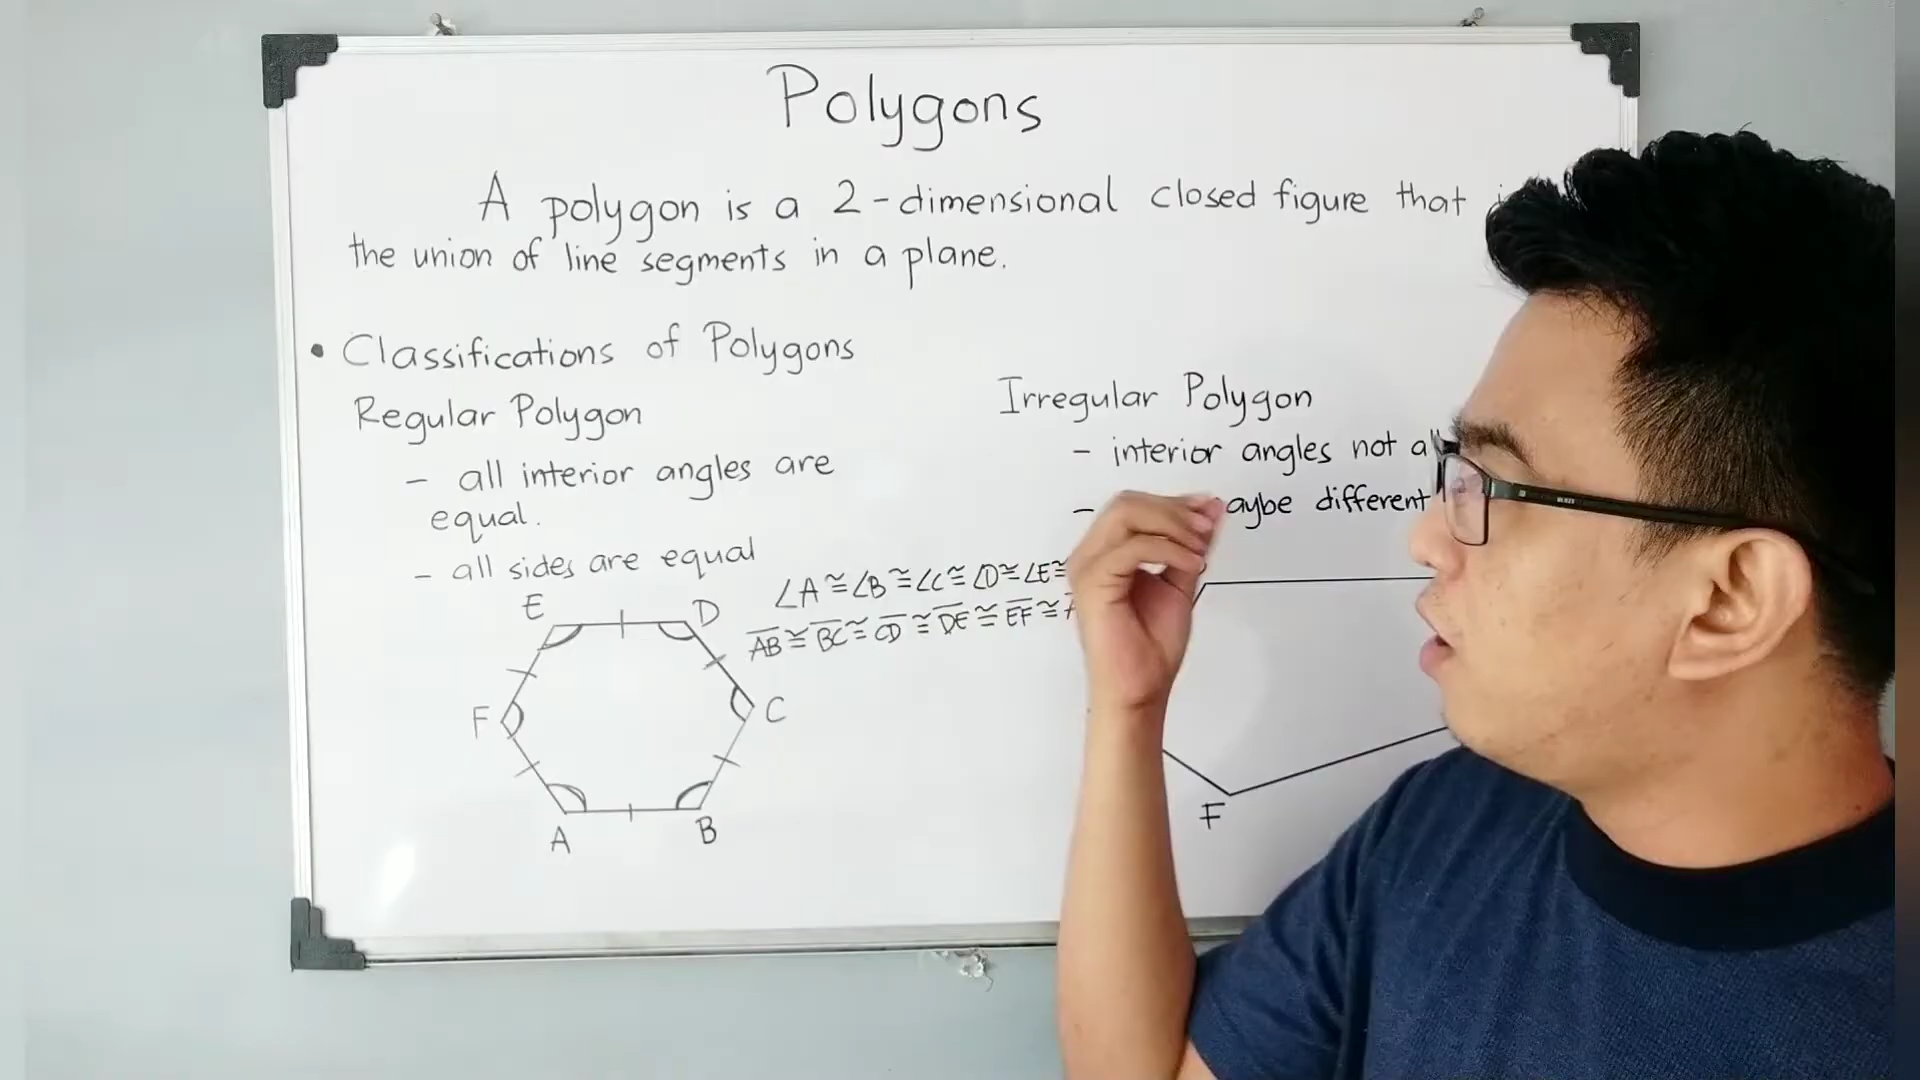 Polygons
A polygon is a 2-dimensional closed figure that
the union of line segments in a plane.
• Classifications of Polygons
Regular Polygon
- all interior angles are
equal.
- all sides are equal
∠A ≅ ∠B ≅ ∠C ≅ ∠D ≅ ∠E ≅
AB ≅ BC ≅ CD ≅ DE ≅ EF ≅
E
D
F
C
A
B
Irregular Polygon
- interior angles not
- different
F